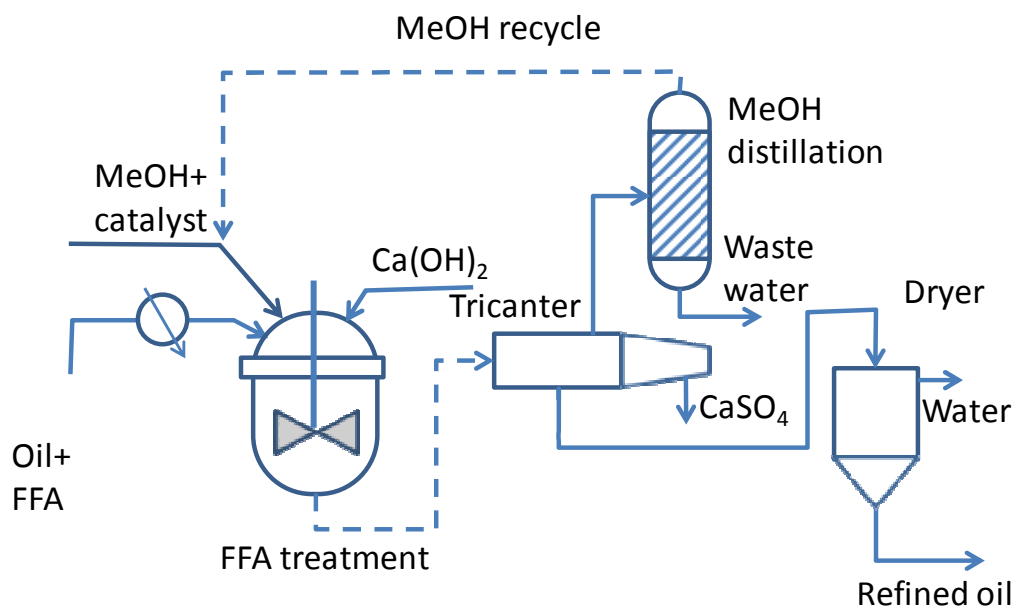 MeOH recycle
MeOH
distillation
MeOH+
catalyst
Ca(OH)2
Waste
water
Tricanter
Dryer
CaSO4
Water
Oil+
FFA
FFA treatment
Refined oil